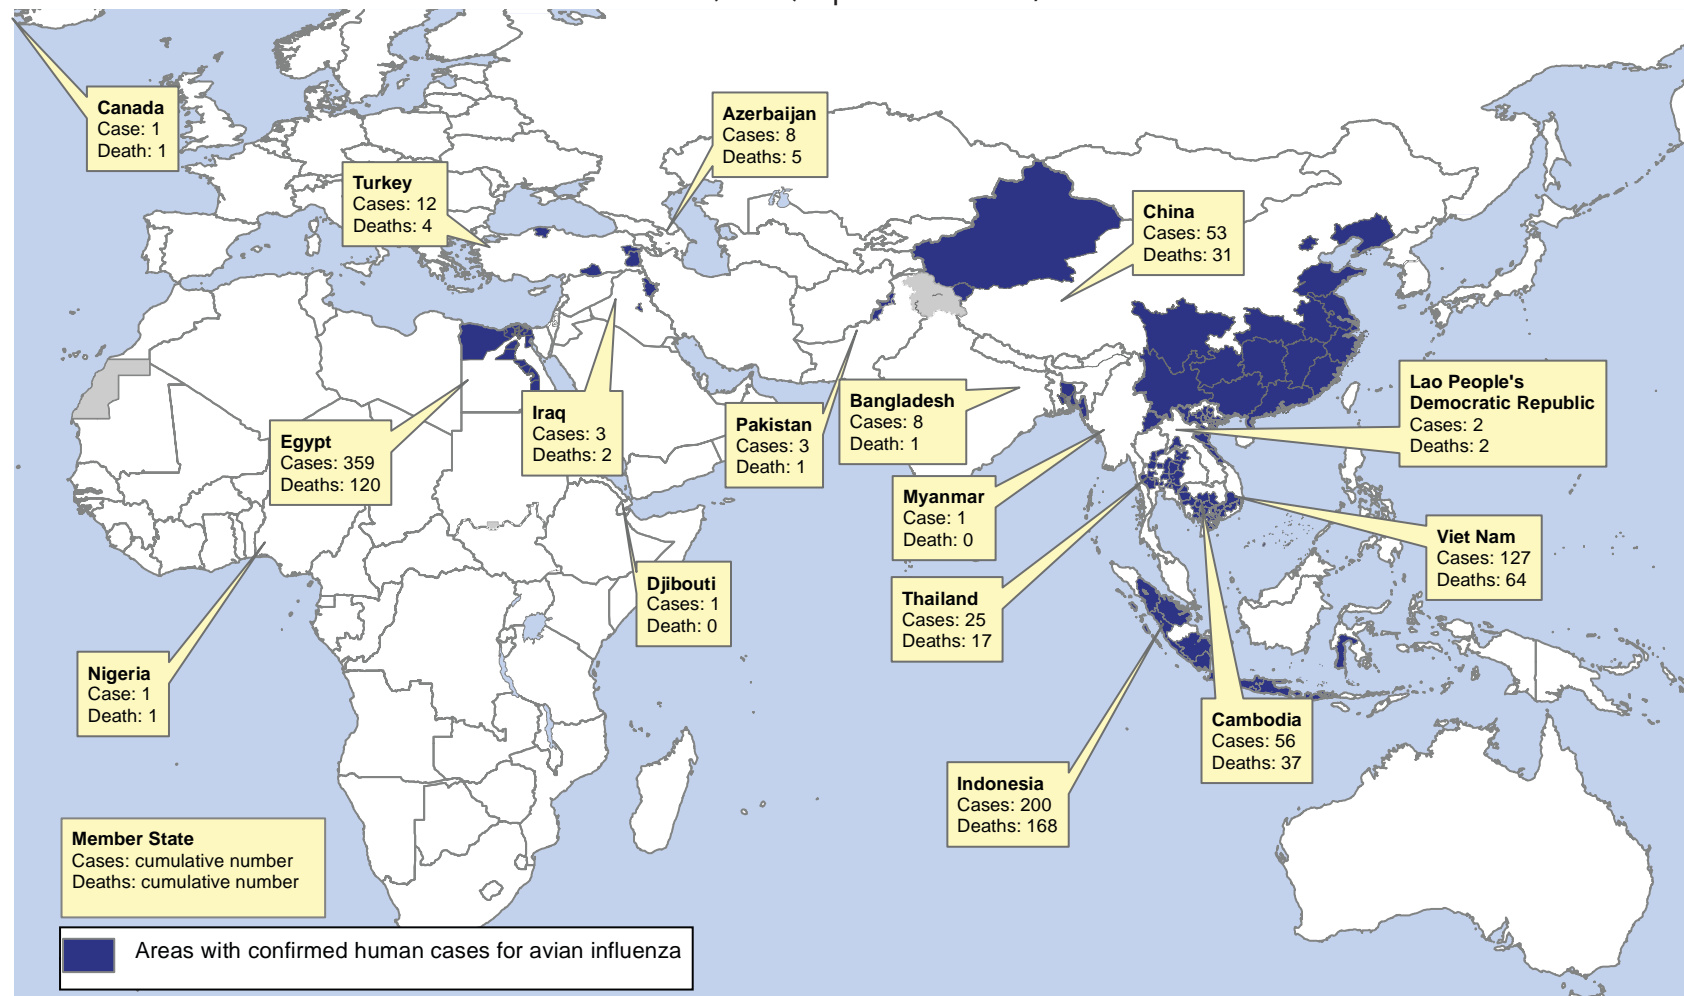 Canada
Case: 1
Death: 1
Azerbaijan
Cases: 8
Deaths: 5
Turkey
Cases: 12
Deaths: 4
China
Cases: 53
Deaths: 31
Lao People's
Democratic Republic
Cases: 2
Deaths: 2
Bangladesh
Cases: 8
Death: 1
Iraq
Cases: 3
Deaths: 2
Pakistan
Cases: 3
Death: 1
Egypt
Cases: 359
Deaths: 120
Myanmar
Case: 1
Death: 0
Viet Nam
Cases: 127
Deaths: 64
Djibouti
Cases: 1
Death: 0
Thailand
Cases: 25
Deaths: 17
Nigeria
Case: 1
Death: 1
Cambodia
Cases: 56
Deaths: 37
Indonesia
Cases: 200
Deaths: 168
Member State
Cases: cumulative number
Deaths: cumulative number
Areas with confirmed human cases for avian influenza